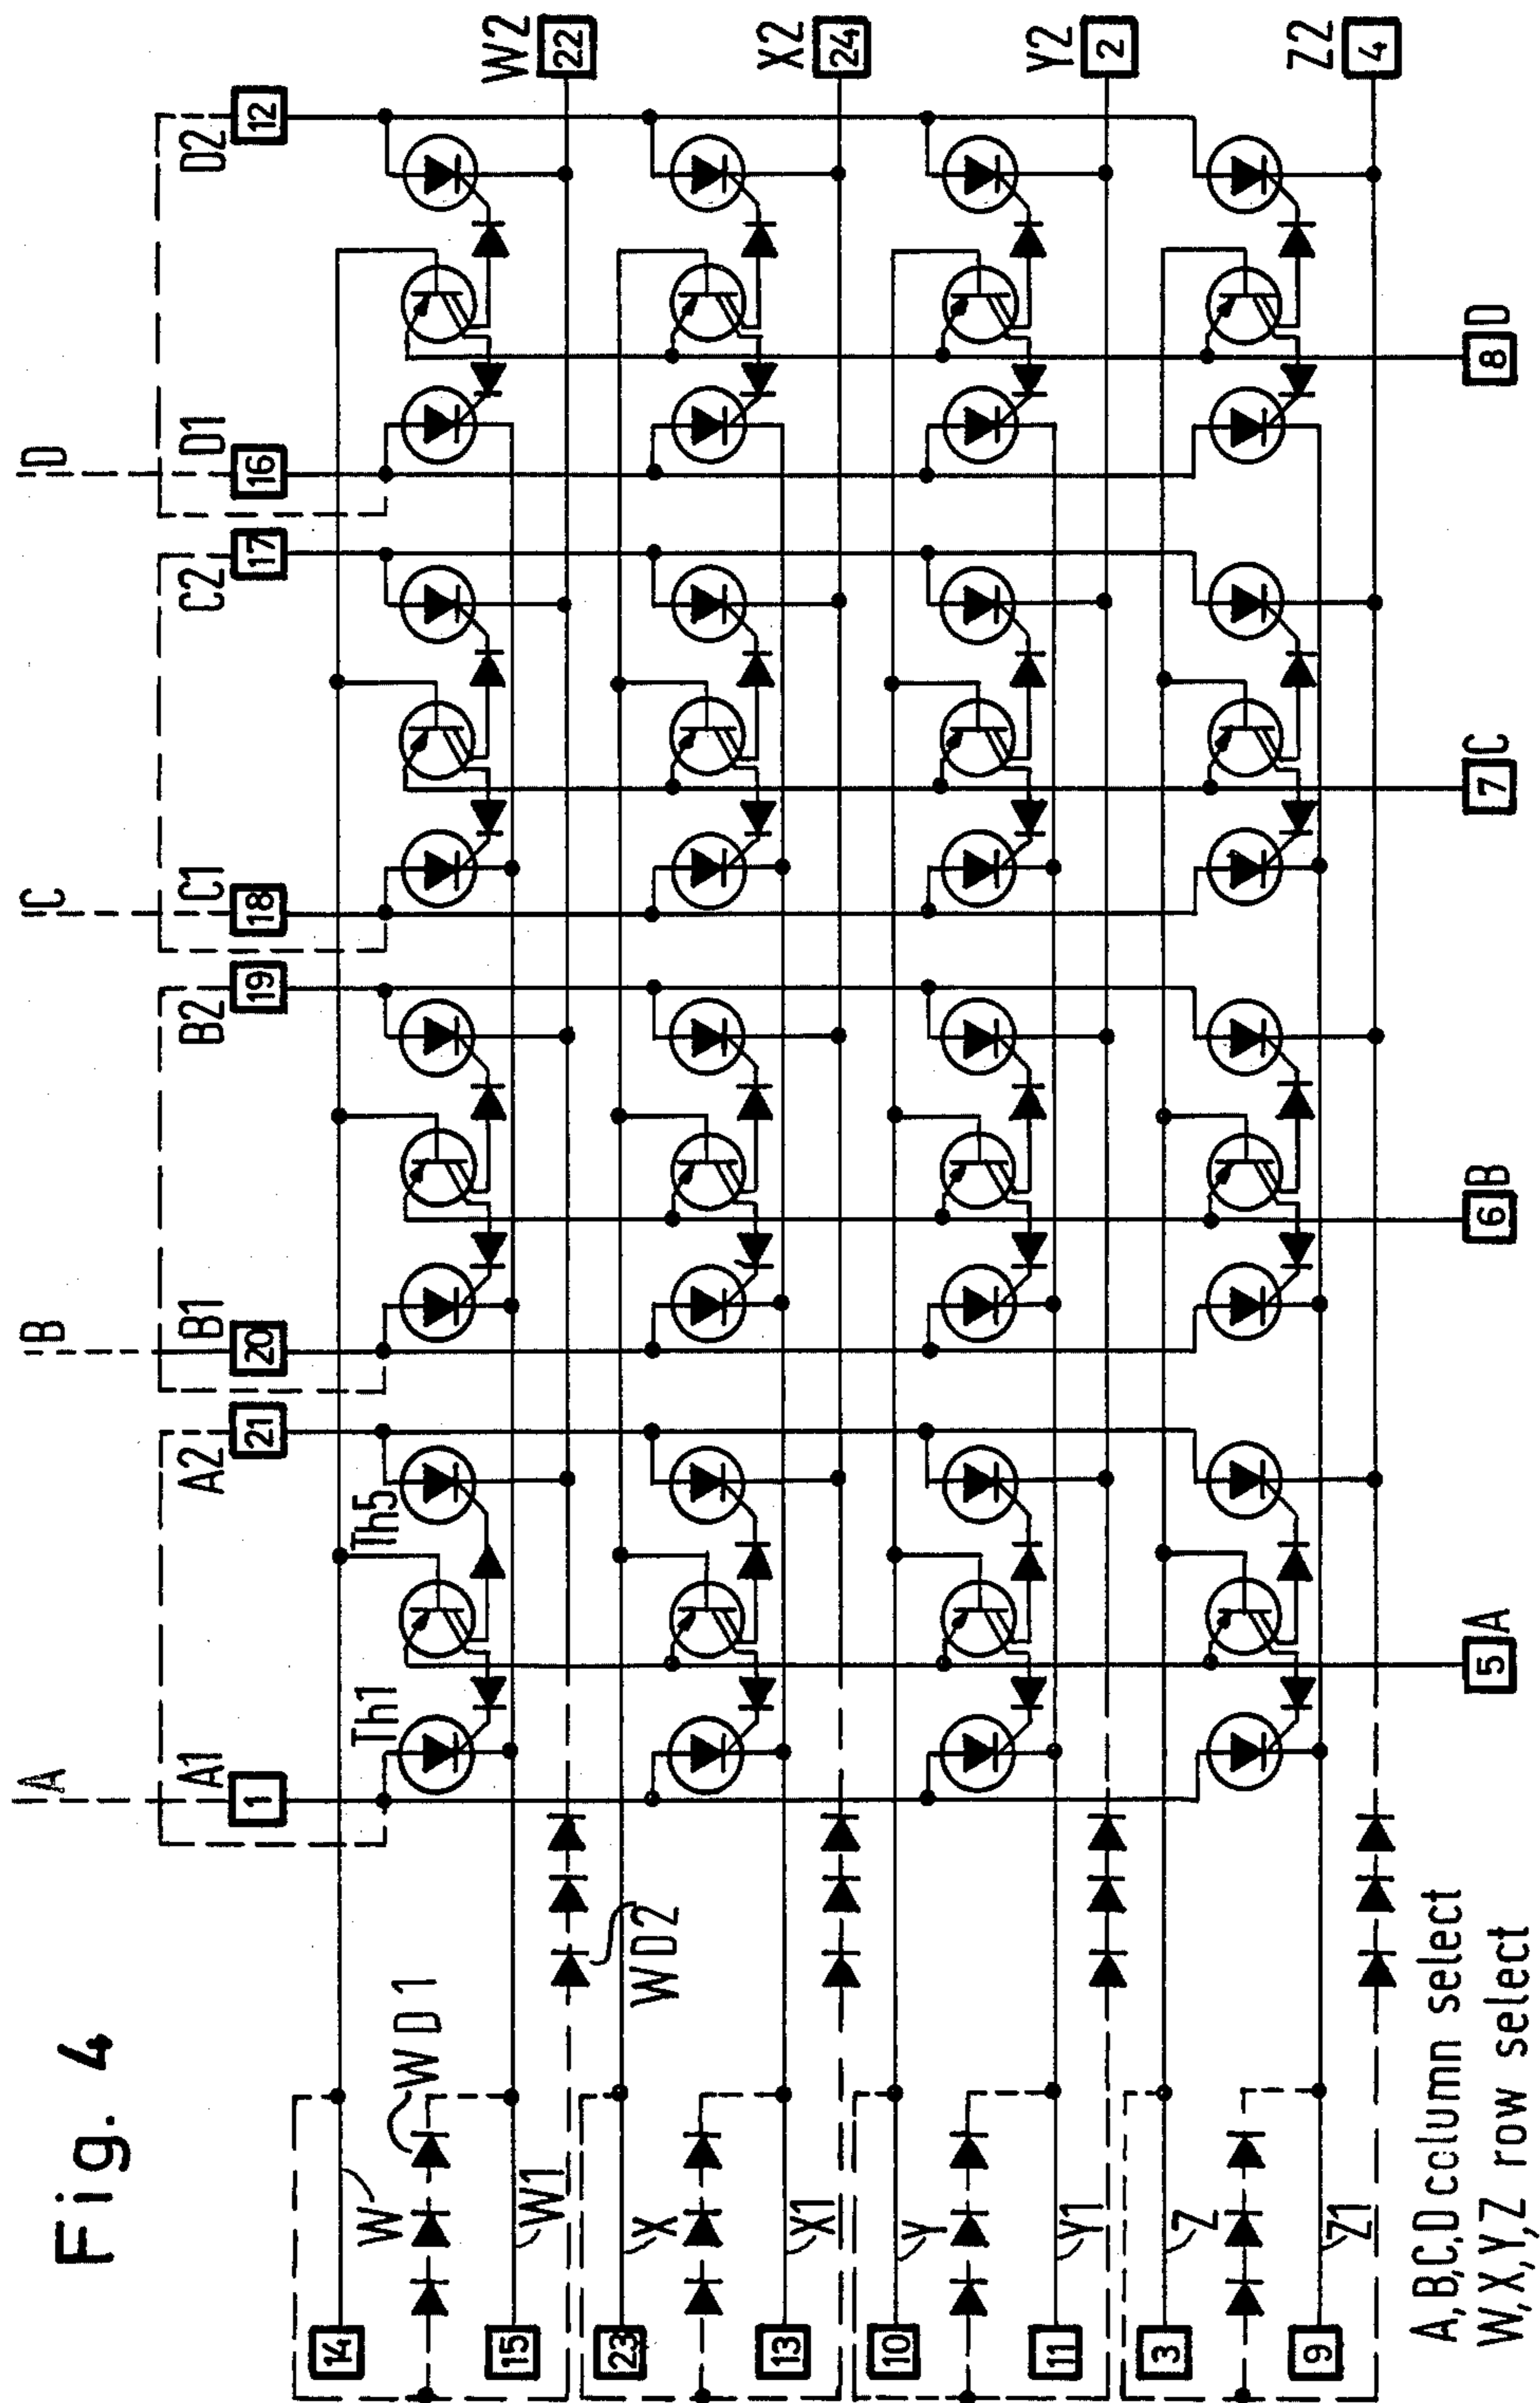 Fig. 4
A
B
C
D
A1
A2
B1
B2
C1
C2
D1
D2
1
21
20
19
18
17
16
12
14
W
W D1
Th1
Th5
15
W1
W D2
W2
22
23
X
13
X1
X2
24
10
Y
11
Y1
Y2
2
3
Z
9
Z1
Z2
4
5 A
6 B
7 C
8 D
A,B,C,D column select
W,X,Y,Z row select